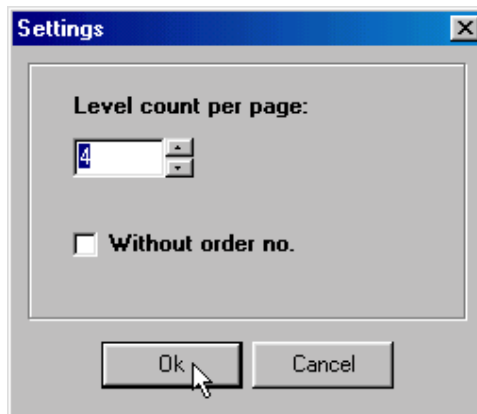 Settings
Level count per page:
4
Without order no.
Ok
Cancel